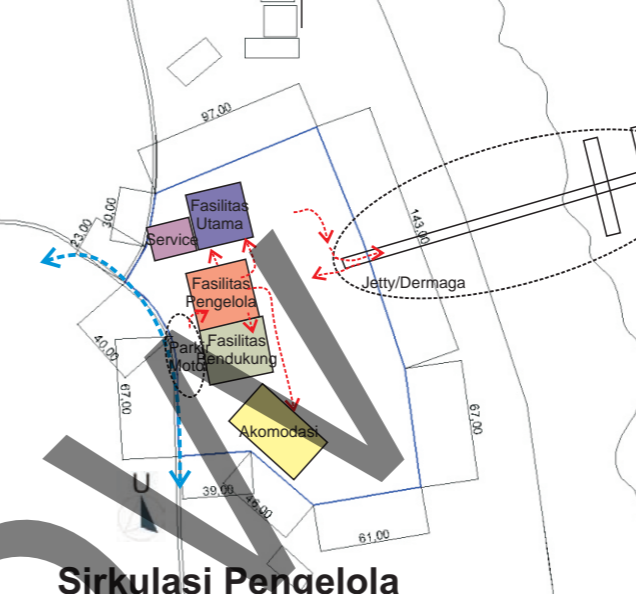 97,00
30,00
23,00
Fasilitas
Utama
Service
143,00
Jetty/Dermaga
Fasilitas
Pengelola
Parkir
Motor
Fasilitas
Pendukung
40,00
67,00
67,00
Akomodasi
U
39,00
46,00
61,00
Sirkulasi Pengelola